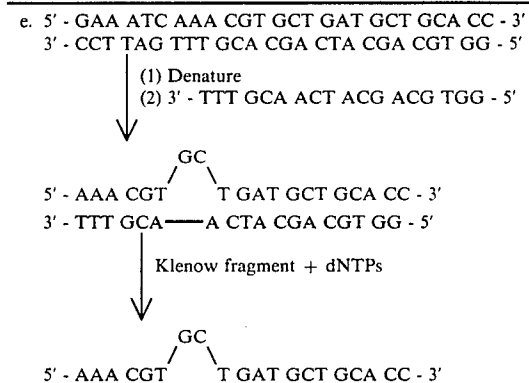 e. 5' - GAA ATC AAA CGT GCT GAT GCT GCA CC - 3'
3' - CCT TAG TTT GCA CGA CTA CGA CGT GG - 5'
(1) Denature
(2) 3' - TTT GCA ACT ACG ACG TGG - 5'
GC
5' - AAA CGT T GAT GCT GCA CC - 3'
3' - TTT GCA A CTA CGA CGT GG - 5'
Klenow fragment + dNTPs
GC
5' - AAA CGT T GAT GCT GCA CC - 3'